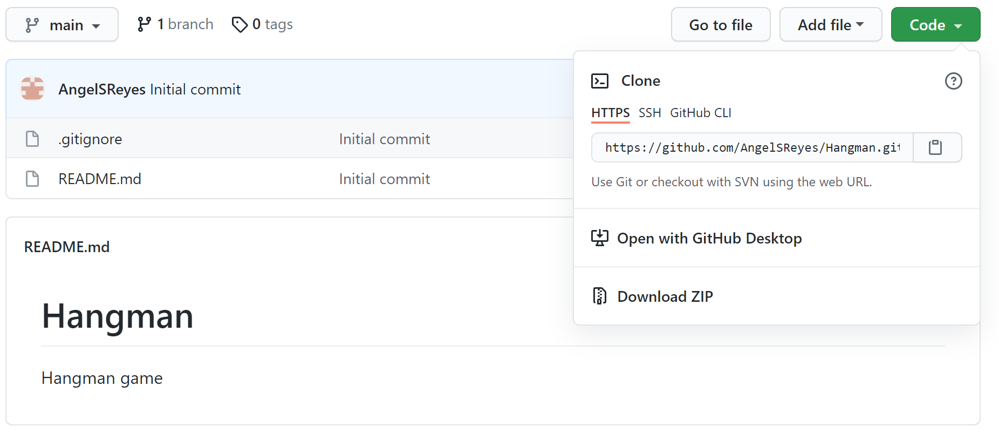 main
1 branch
0 tags
Go to file
Add file
Code
AngelSReyes Initial commit
.gitignore
Initial commit
README.md
Initial commit
Clone
HTTPS SSH GitHub CLI
https://github.com/AngelSReyes/Hangman.git
Use Git or checkout with SVN using the web URL.
Open with GitHub Desktop
Download ZIP
README.md
Hangman
Hangman game